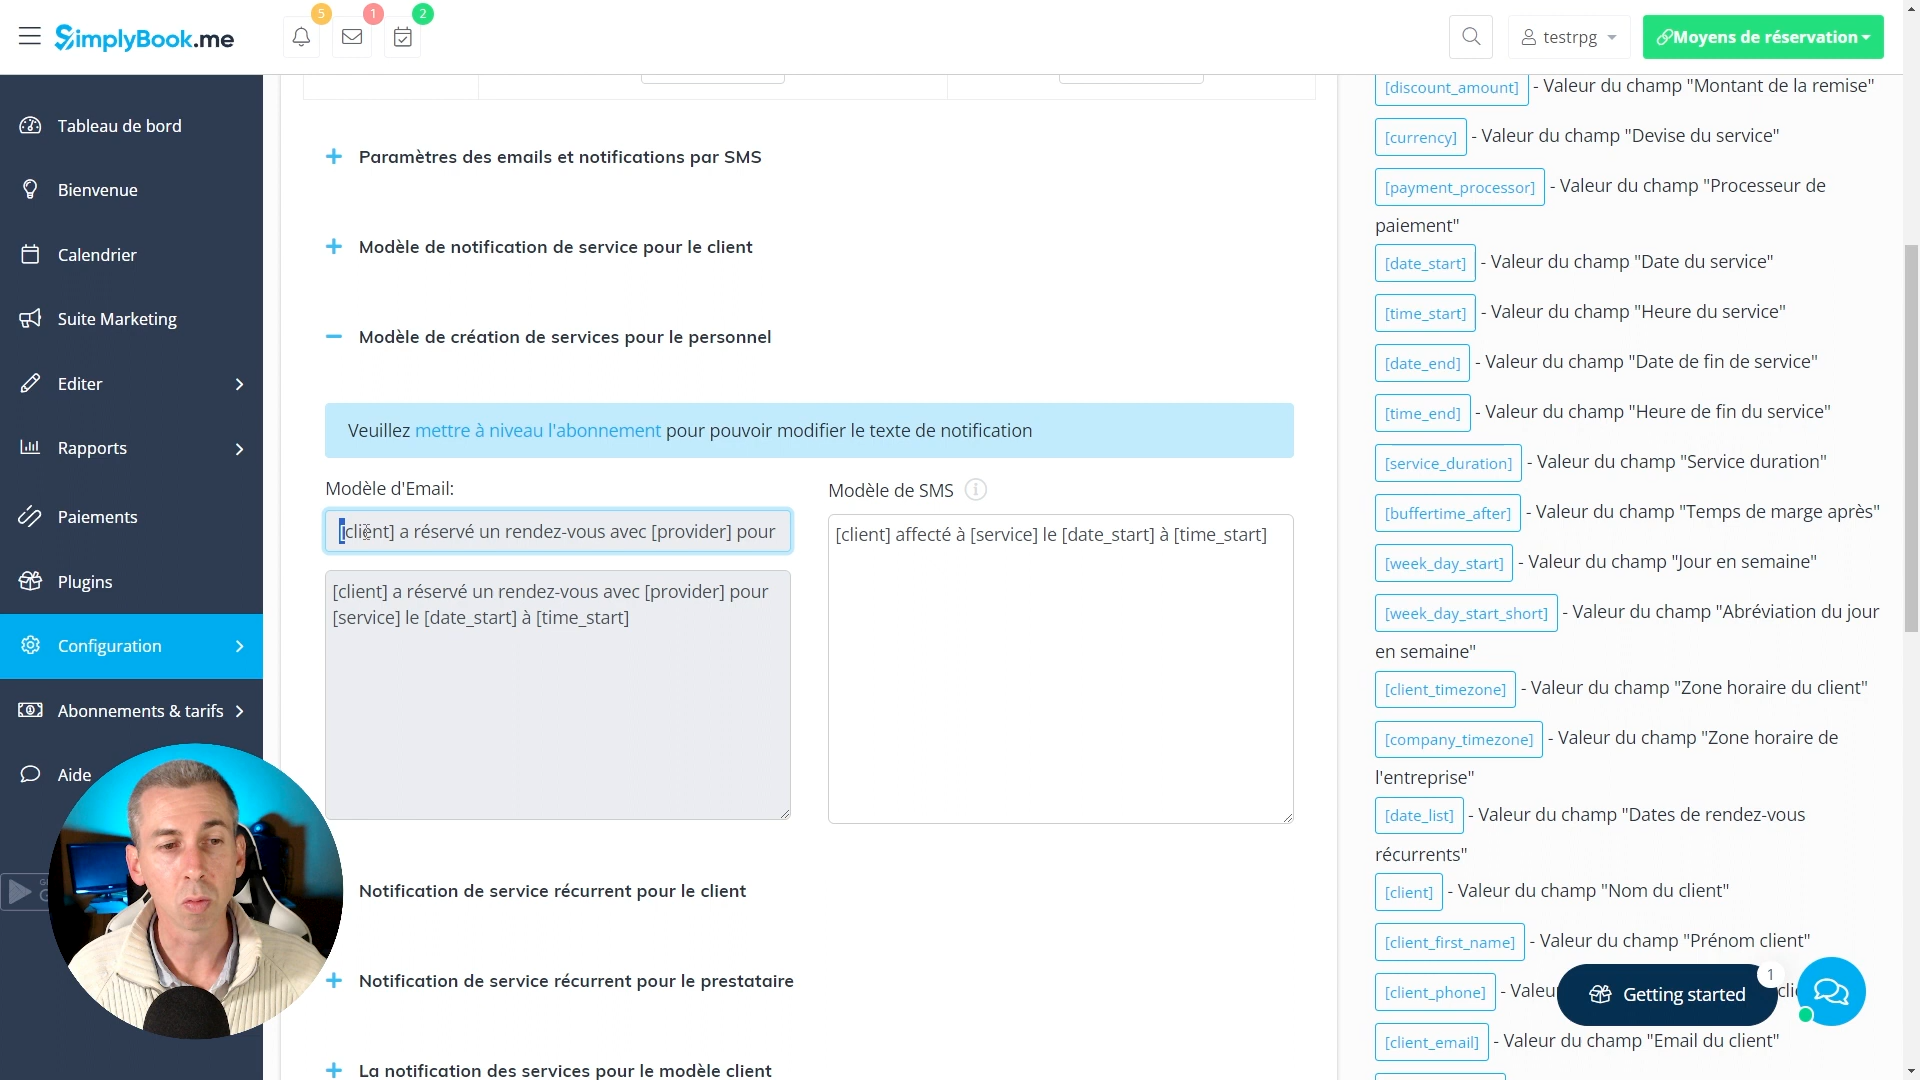 SimplyBook.me
5
1
2
testrpg
Moyens de réservation
Tableau de bord
Bienvenue
Calendrier
Suite Marketing
Editer
Rapports
Paiements
Plugins
Configuration
Abonnements & tarifs
Aide
Paramètres des emails et notifications par SMS
Modèle de notification de service pour le client
Modèle de création de services pour le personnel
Veuillez mettre à niveau l'abonnement pour pouvoir modifier le texte de notification
Modèle d'Email:
[client] a réservé un rendez-vous avec [provider] pour
[client] a réservé un rendez-vous avec [provider] pour
[service] le [date_start] à [time_start]
Modèle de SMS
[client] affecté à [service] le [date_start] à [time_start]
Notification de service récurrent pour le client
Notification de service récurrent pour le prestataire
La notification des services pour le modèle client
[discount_amount] - Valeur du champ "Montant de la remise"
[currency] - Valeur du champ "Devise du service"
[payment_processor] - Valeur du champ "Processeur de
paiement"
[date_start] - Valeur du champ "Date du service"
[time_start] - Valeur du champ "Heure du service"
[date_end] - Valeur du champ "Date de fin de service"
[time_end] - Valeur du champ "Heure de fin du service"
[service_duration] - Valeur du champ "Service duration"
[buffertime_after] - Valeur du champ "Temps de marge après"
[week_day_start] - Valeur du champ "Jour en semaine"
[week_day_start_short] - Valeur du champ "Abréviation du jour
en semaine"
[client_timezone] - Valeur du champ "Zone horaire du client"
[company_timezone] - Valeur du champ "Zone horaire de
l'entreprise"
[date_list] - Valeur du champ "Dates de rendez-vous
récurrents"
[client] - Valeur du champ "Nom du client"
[client_first_name] - Valeur du champ "Prénom client"
[client_phone] - Valeu
[client_email] - Valeur du champ "Email du client"
Getting started
1